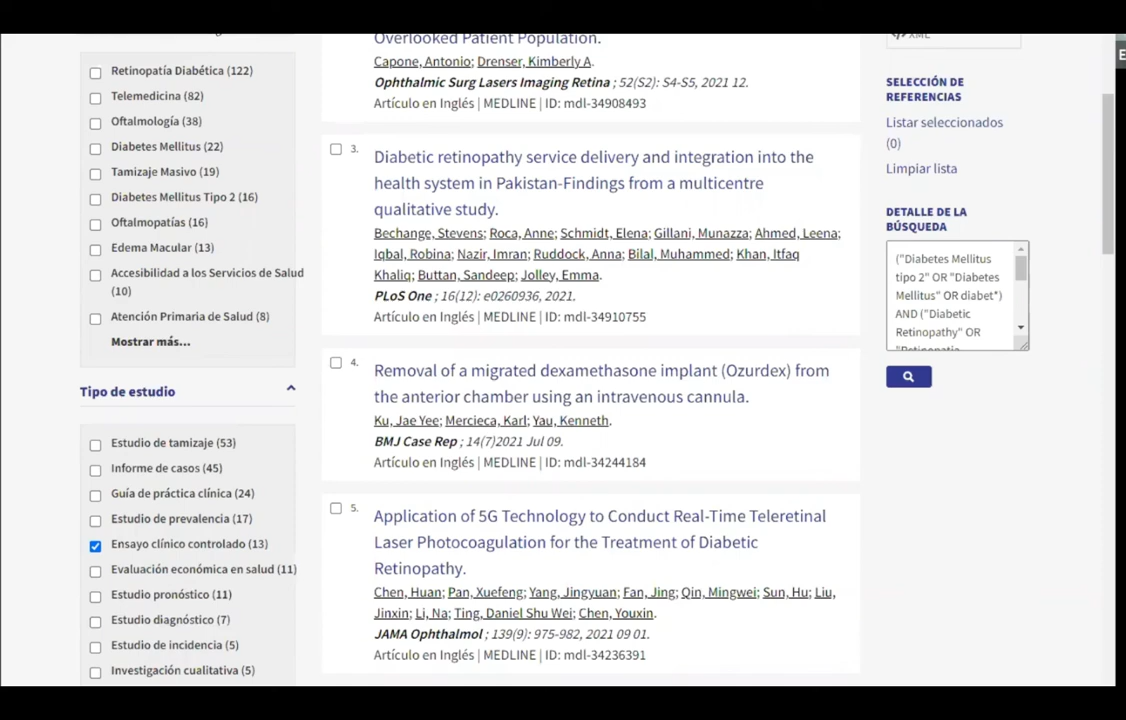 Retinopatía Diabética (122)
Telemedicina (82)
Oftalmología (38)
Diabetes Mellitus (22)
Tamizaje Masivo (19)
Diabetes Mellitus Tipo 2 (16)
Oftalmopatías (16)
Edema Macular (13)
Accesibilidad a los Servicios de Salud
(10)
Atención Primaria de Salud (8)
Mostrar más...
Tipo de estudio
Estudio de tamizaje (53)
Informe de casos (45)
Guía de práctica clínica (24)
Estudio de prevalencia (17)
Ensayo clínico controlado (13)
Evaluación económica en salud (11)
Estudio pronóstico (11)
Estudio diagnóstico (7)
Estudio de incidencia (5)
Investigación cualitativa (5)
Overlooked Patient Population.
Capone, Antonio; Drenser, Kimberly A.
Ophthalmic Surg Lasers Imaging Retina ; 52(S2): S4-S5, 2021 12.
Artículo en Inglés | MEDLINE | ID: mdl-34908493
3. Diabetic retinopathy service delivery and integration into the
health system in Pakistan-Findings from a multicentre
qualitative study.
Bechange, Stevens; Roca, Anne; Schmidt, Elena; Gillani, Munazza; Ahmed, Leena;
Iqbal, Robina; Nazir, Imran; Ruddock, Anna; Bilal, Muhammed; Khan, Itfaq
Khaliq; Buttan, Sandeep; Jolley, Emma.
PLoS One ; 16(12): e0260936, 2021.
Artículo en Inglés | MEDLINE | ID: mdl-34910755
4. Removal of a migrated dexamethasone implant (Ozurdex) from
the anterior chamber using an intravenous cannula.
Ku, Jae Yee; Mercieca, Karl; Yau, Kenneth.
BMJ Case Rep ; 14(7)2021 Jul 09.
Artículo en Inglés | MEDLINE | ID: mdl-34244184
5. Application of 5G Technology to Conduct Real-Time Teleretinal
Laser Photocoagulation for the Treatment of Diabetic
Retinopathy.
Chen, Huan; Pan, Xuefeng; Yang, Jingyuan; Fan, Jing; Qin, Mingwei; Sun, Hu; Liu,
Jinxin; Li, Na; Ting, Daniel Shu Wei; Chen, Youxin.
JAMA Ophthalmol ; 139(9): 975-982, 2021 09 01.
Artículo en Inglés | MEDLINE | ID: mdl-34236391
XML
SELECCIÓN DE
REFERENCIAS
Listar seleccionados
(0)
Limpiar lista
DETALLE DE LA
BÚSQUEDA
("Diabetes Mellitus
tipo 2" OR "Diabetes
Mellitus" OR diabet*)
AND ("Diabetic
Retinopathy" OR
E